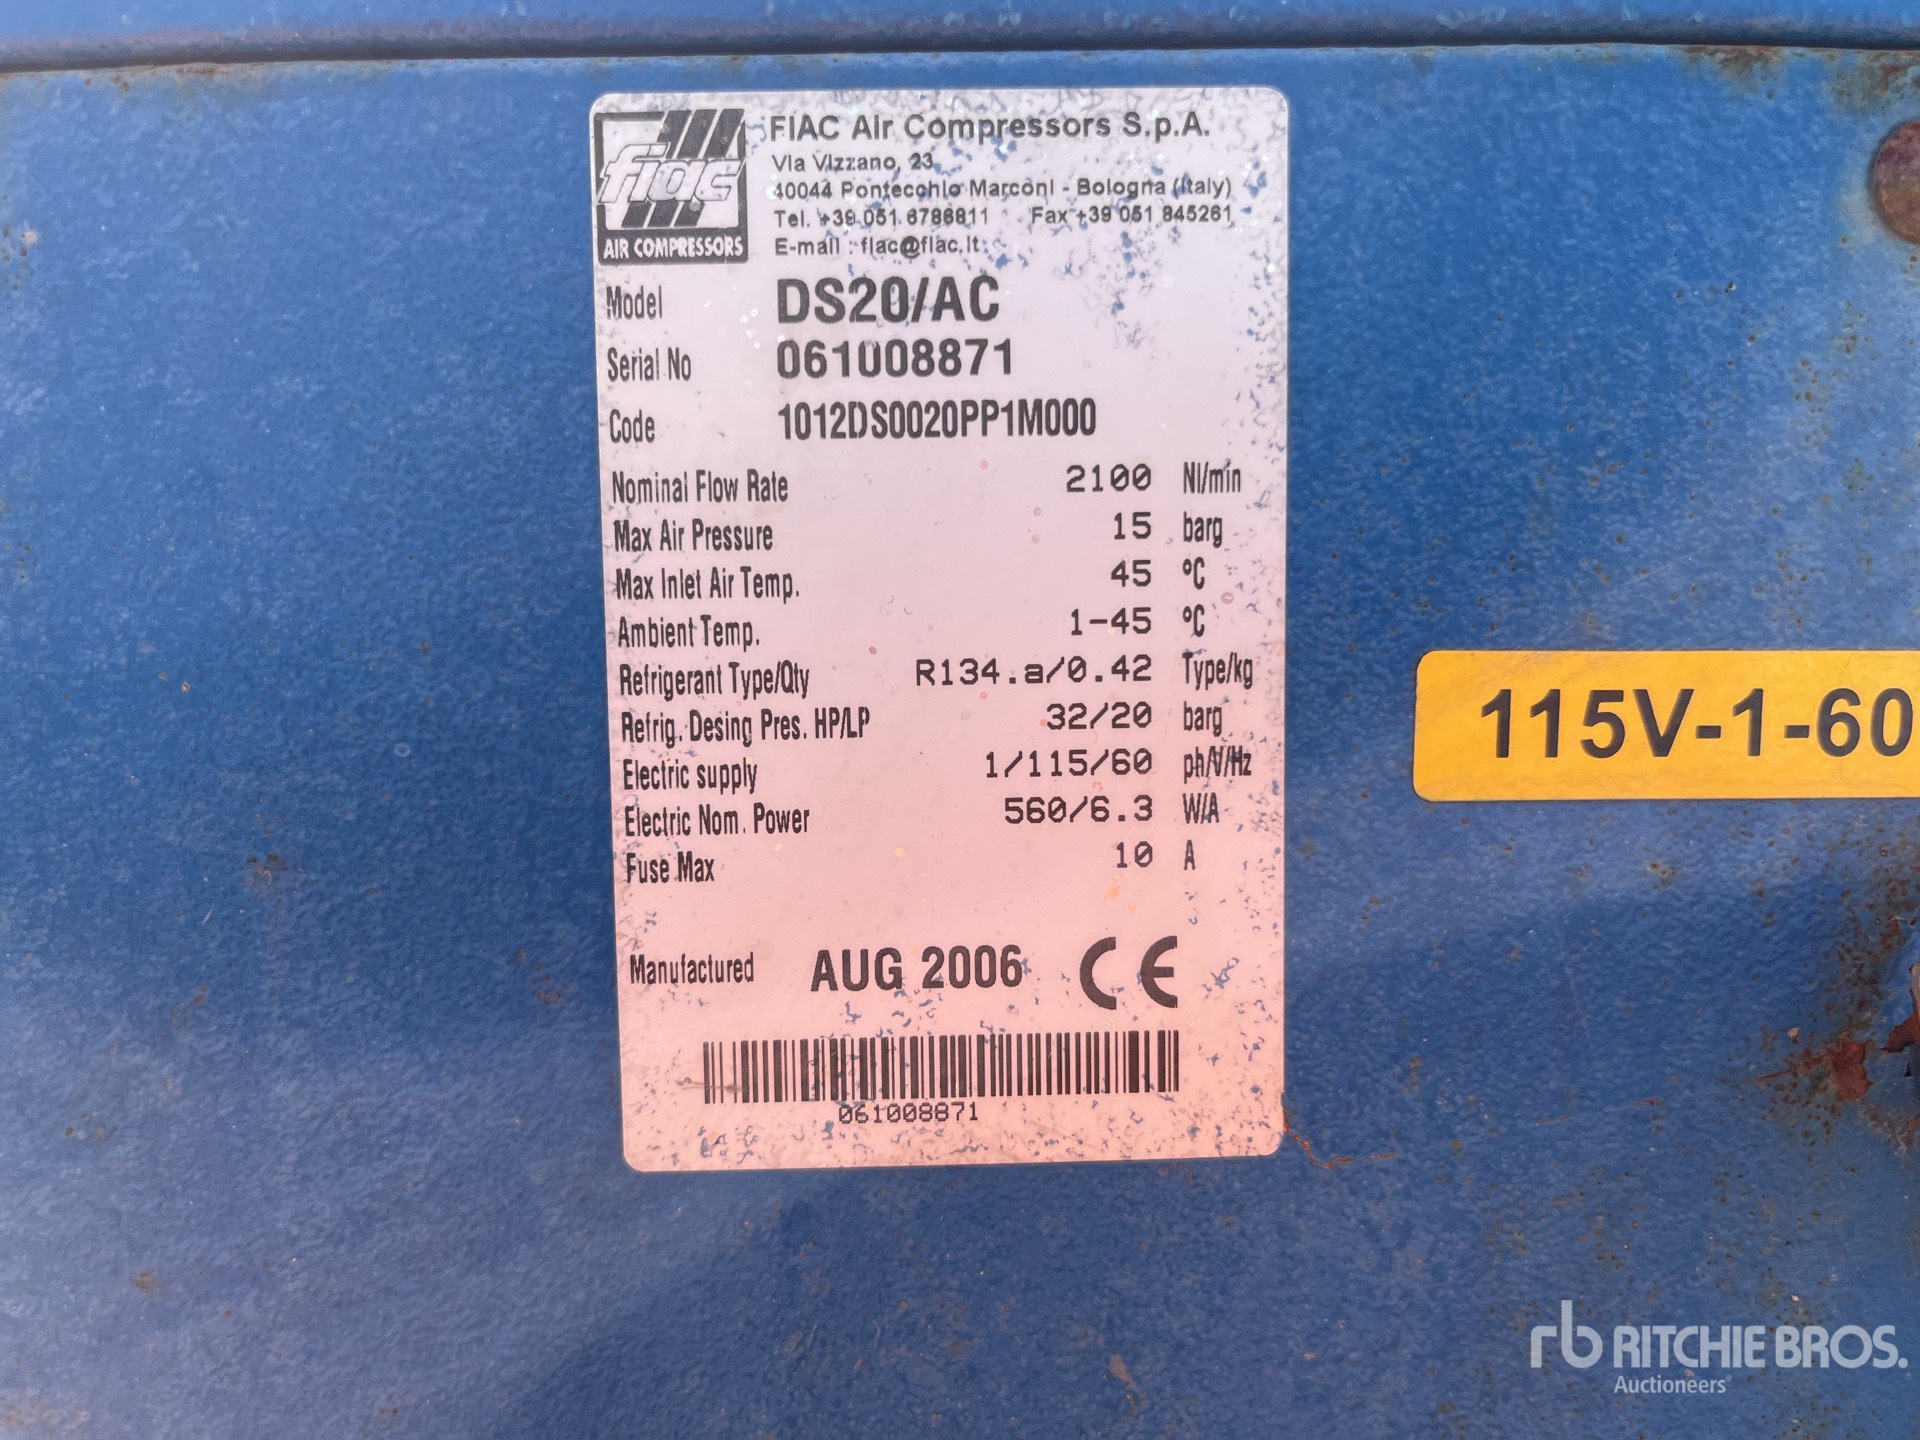 fiac
AIR COMPRESSORS
FIAC Air Compressors S.p.A.
Via Vizzano, 23
40044 Pontecchio Marconi - Bologna (Italy)
Tel. +39 051 6786811 Fax +39 051 845261
E-mail : fiac@fiac.it
Model DS20/AC
Serial No 061008871
Code 1012DS0020PP1M000
Nominal Flow Rate 2100 Nl/min
Max Air Pressure 15 barg
Max Inlet Air Temp. 45 °C
Ambient Temp. 1-45 °C
Refrigerant Type/Qty R134.a/0.42 Type/kg
Refrig. Desing Pres. HP/LP 32/20 barg
Electric supply 1/115/60 ph/V/Hz
Electric Nom. Power 560/6.3 W/A
Fuse Max 10 A
Manufactured AUG 2006 CE
061008871
115V-1-60
rb RITCHIE BROS.
Auctioneers